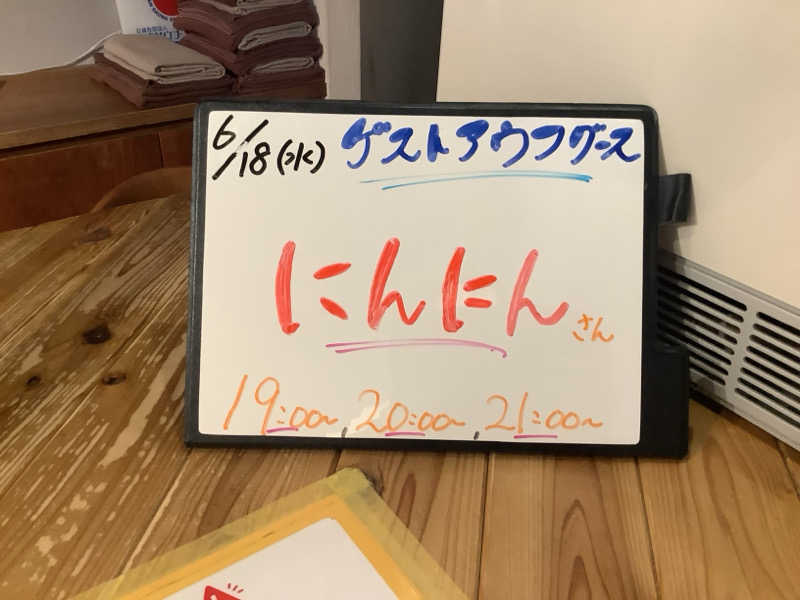 6/18(水) ゲストアウフグース
にんにん さん
19:00~, 20:00~, 21:00~